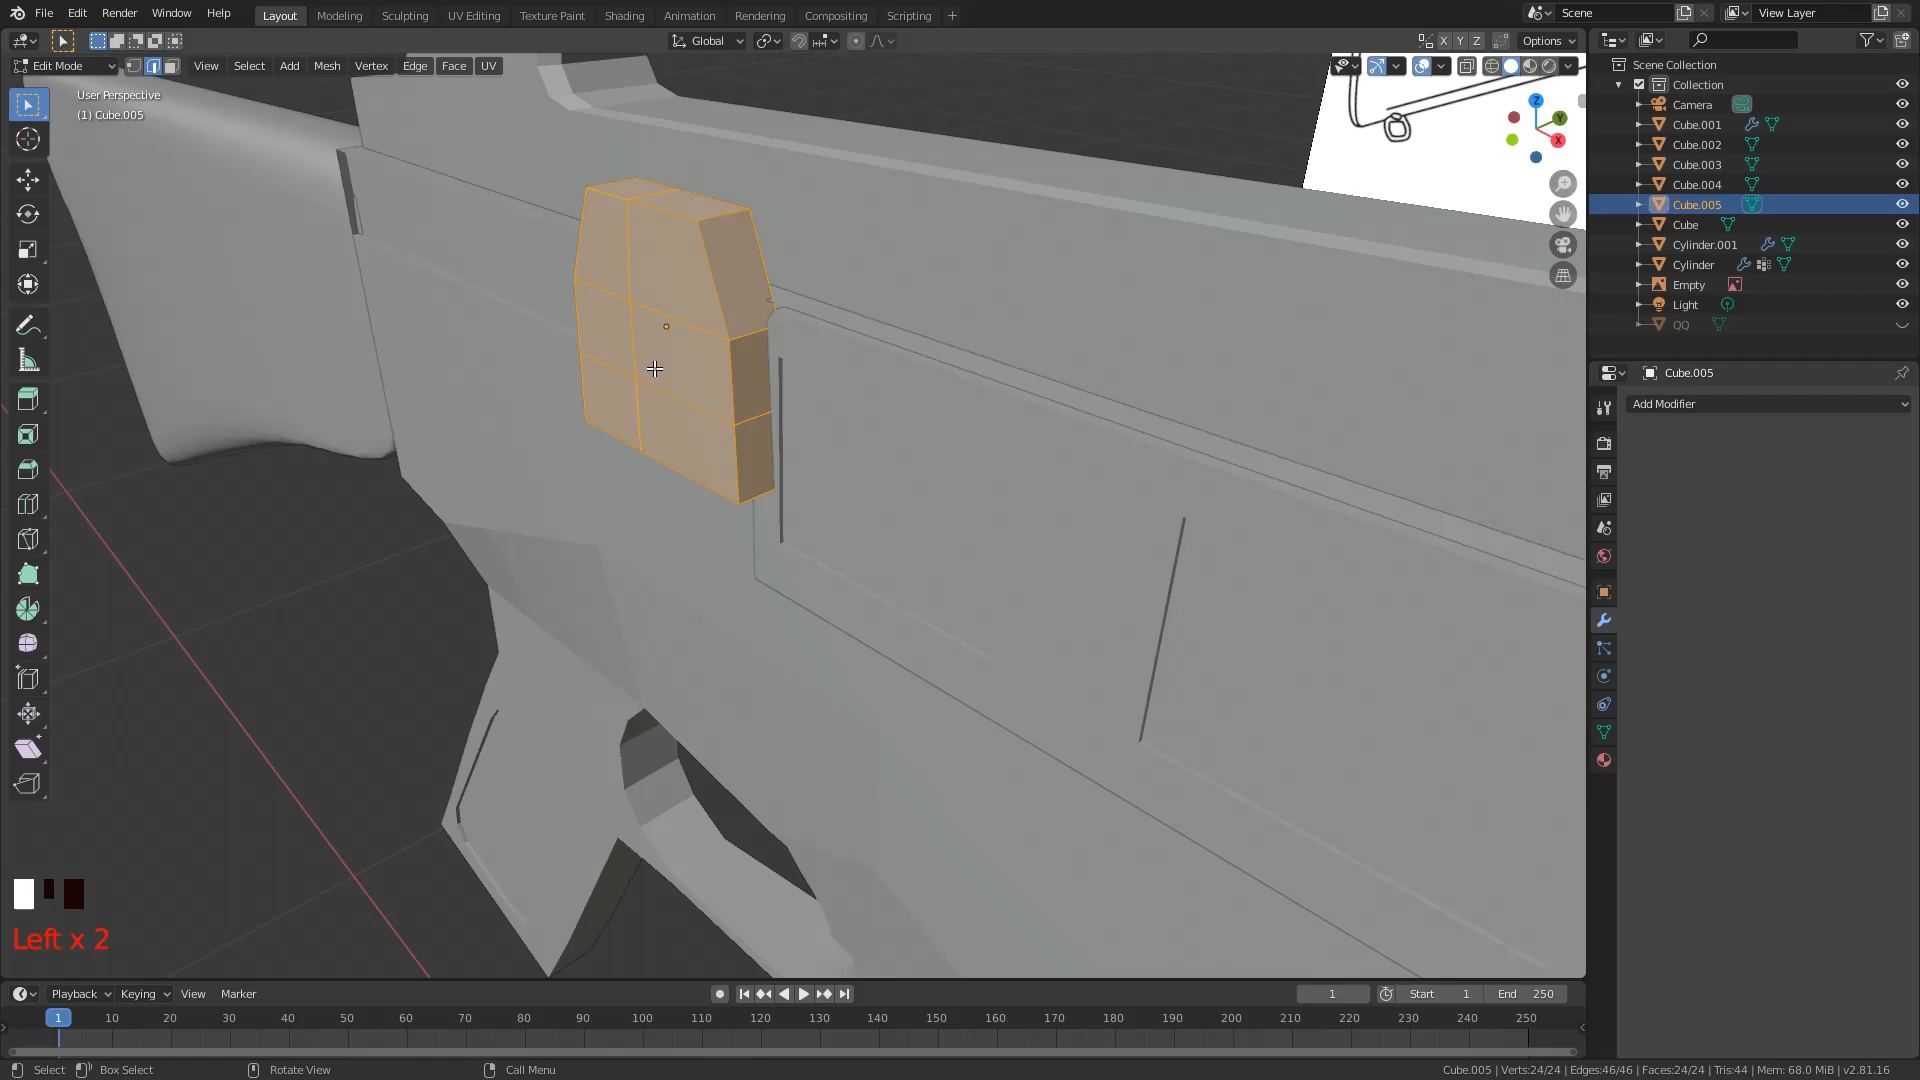 File Edit Render Window Help Layout Modeling Sculpting UV Editing Texture Paint Shading Animation Rendering Compositing Scripting + Scene View Layer
Global X Y Z Options
Edit Mode View Select Add Mesh Vertex Edge Face UV
User Perspective
(1) Cube.005
Z
Y
X
Scene Collection
Collection
Camera
Cube.001
Cube.002
Cube.003
Cube.004
Cube.005
Cube
Cylinder.001
Cylinder
Empty
Light
QQ
Cube.005
Add Modifier
Left x 2
Playback Keying View Marker 1 Start 1 End 250
1 10 20 30 40 50 60 70 80 90 100 110 120 130 140 150 160 170 180 190 200 210 220 230 240 250
Select Box Select Rotate View Call Menu Cube.005 | Verts:24/24 | Edges:46/46 | Faces:24/24 | Tris:44 | Mem: 68.0 MiB | v2.81.16